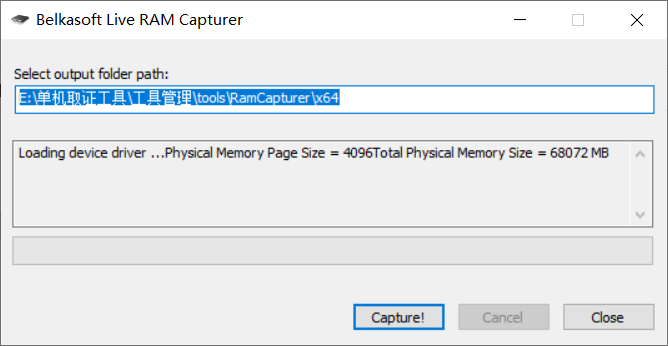 Belkasoft Live RAM Capturer
Select output folder path:
E:\单机取证工具\工具管理\tools\RamCapturer\x64
Loading device driver ...Physical Memory Page Size = 4096Total Physical Memory Size = 68072 MB
Capture!
Cancel
Close